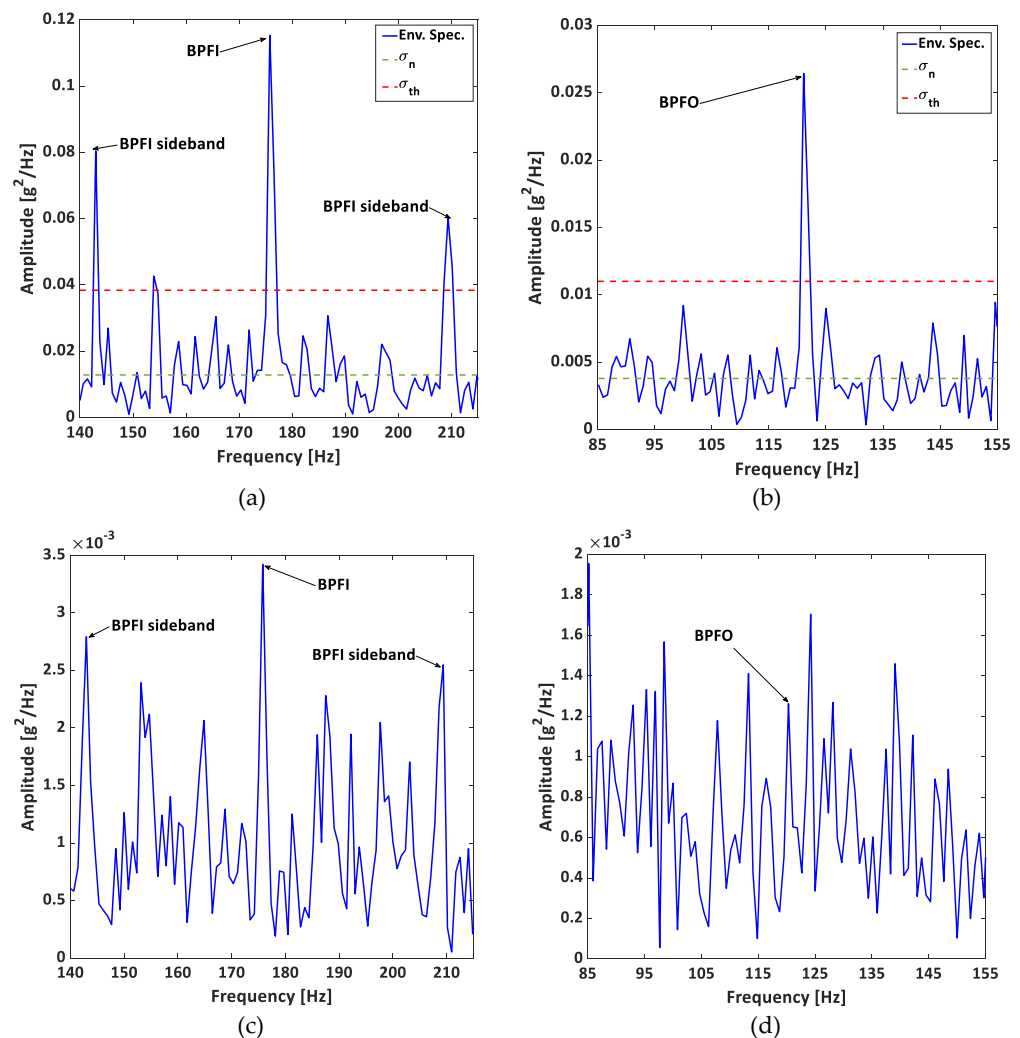 0.12
0.1
0.08
0.06
0.04
0.02
0
Amplitude [g²/Hz]
140 150 160 170 180 190 200 210
Frequency [Hz]
BPFI
BPFI sideband
BPFI sideband
Env. Spec.
σn
σth
(a)
0.03
0.025
0.02
0.015
0.01
0.005
0
Amplitude [g²/Hz]
85 95 105 115 125 135 145 155
Frequency [Hz]
BPFO
Env. Spec.
σn
σth
(b)
×10⁻³
3.5
3
2.5
2
1.5
1
0.5
0
Amplitude [g²/Hz]
140 150 160 170 180 190 200 210
Frequency [Hz]
BPFI
BPFI sideband
BPFI sideband
(c)
×10⁻³
2
1.8
1.6
1.4
1.2
1
0.8
0.6
0.4
0.2
0
Amplitude [g²/Hz]
85 95 105 115 125 135 145 155
Frequency [Hz]
BPFO
(d)